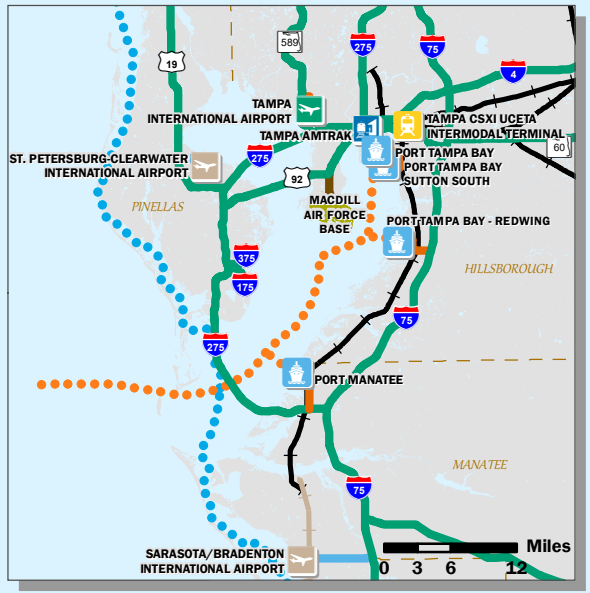 589
275
75
19
4
TAMPA
INTERNATIONAL AIRPORT
TAMPA CSXI UCETA
INTERMODAL TERMINAL
TAMPA AMTRAK
60
PORT TAMPA BAY
PORT TAMPA BAY
SUTTON SOUTH
ST. PETERSBURG-CLEARWATER
INTERNATIONAL AIRPORT
275
92
MACDILL
AIR FORCE
BASE
PINELLAS
PORT TAMPA BAY - REDWING
375
175
HILLSBOROUGH
75
275
PORT MANATEE
MANATEE
75
SARASOTA/BRADENTON
INTERNATIONAL AIRPORT
Miles
0 3 6 12